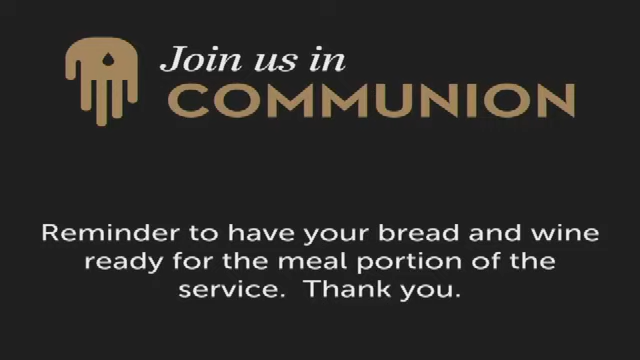 Join us in
COMMUNION
Reminder to have your bread and wine
ready for the meal portion of the
service.  Thank you.